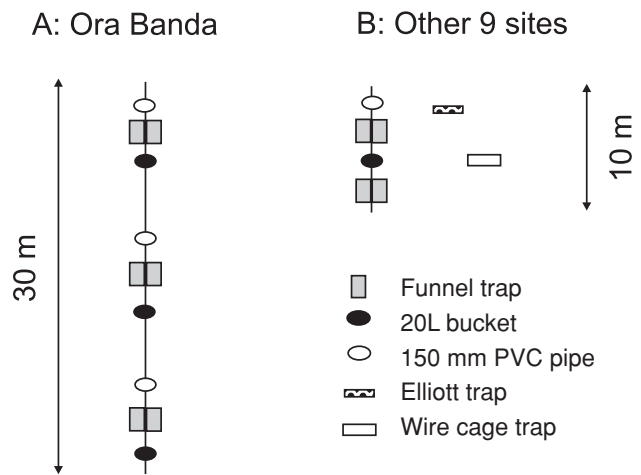 A: Ora Banda
B: Other 9 sites
30 m
10 m
Funnel trap
20L bucket
150 mm PVC pipe
Elliott trap
Wire cage trap